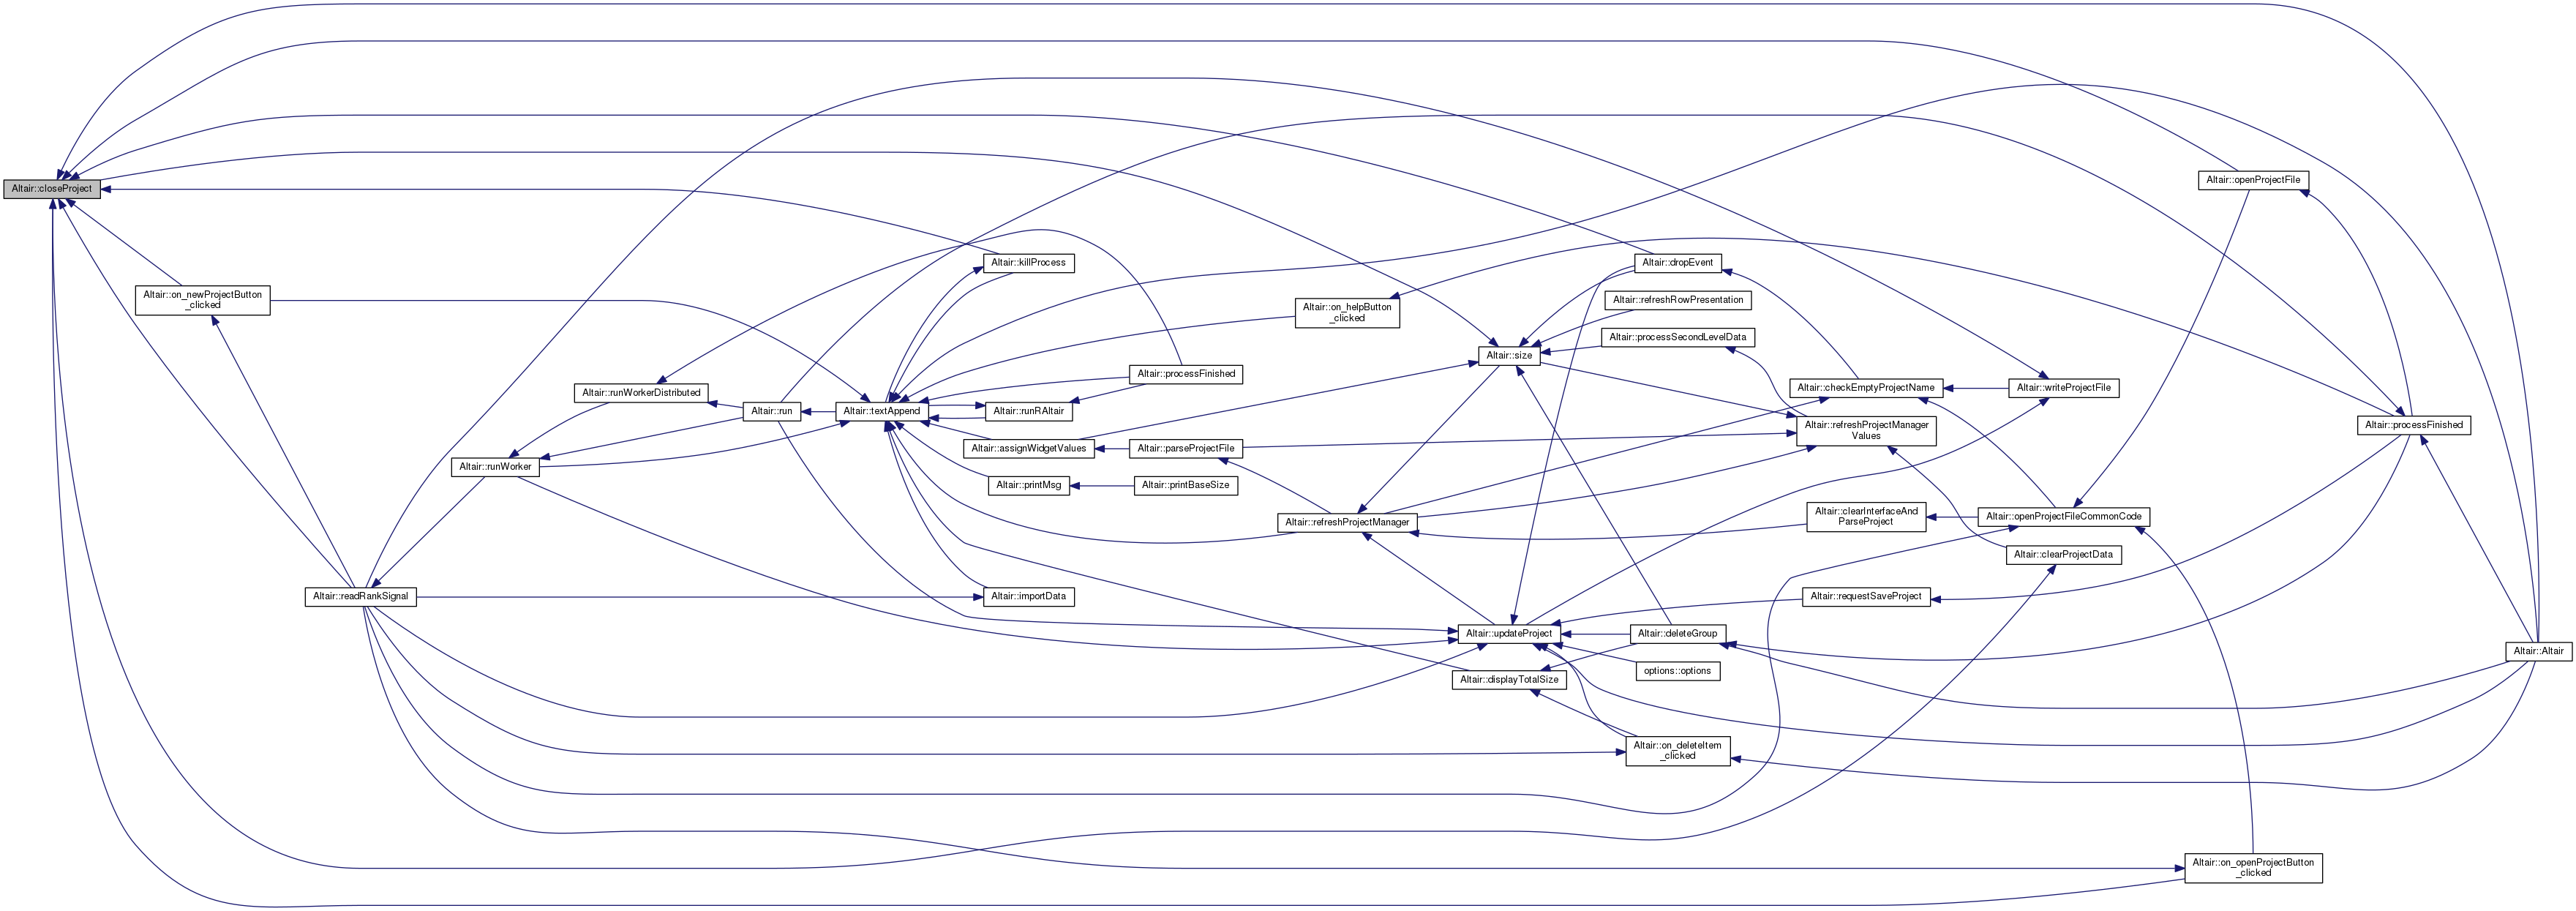 Altair::closeProject
Altair::openProjectFile
Altair::killProcess
Altair::dropEvent
Altair::on_newProjectButton
_clicked
Altair::refreshRowPresentation
Altair::on_helpButton
_clicked
Altair::processSecondLevelData
Altair::size
Altair::processFinished
Altair::runWorkerDistributed
Altair::checkEmptyProjectName
Altair::writeProjectFile
Altair::run
Altair::textAppend
Altair::runRAltair
Altair::refreshProjectManager
Values
Altair::processFinished
Altair::assignWidgetValues
Altair::parseProjectFile
Altair::runWorker
Altair::printMsg
Altair::printBaseSize
Altair::refreshProjectManager
Altair::clearInterfaceAnd
ParseProject
Altair::openProjectFileCommonCode
Altair::clearProjectData
Altair::readRankSignal
Altair::importData
Altair::requestSaveProject
Altair::updateProject
Altair::deleteGroup
Altair::Altair
options::options
Altair::displayTotalSize
Altair::on_deleteItem
_clicked
Altair::on_openProjectButton
_clicked